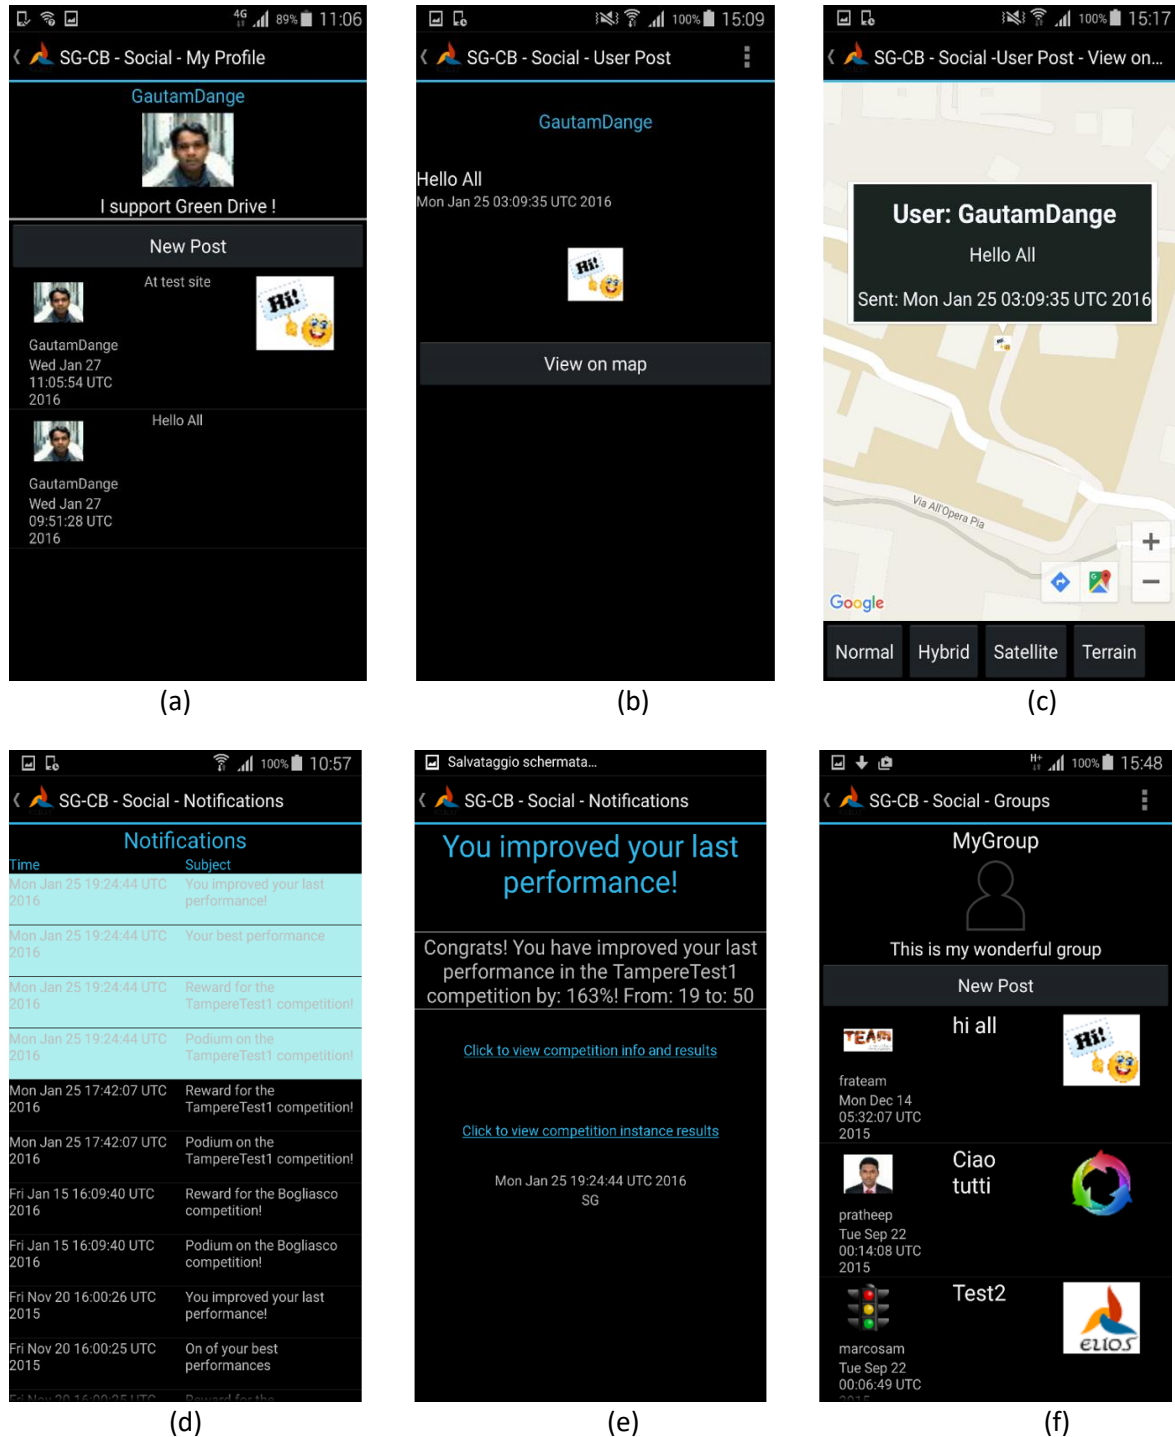 4G 89% 11:06
SG-CB - Social - My Profile
GautamDange
I support Green Drive !
New Post
At test site
Hi!
GautamDange
Wed Jan 27
11:05:54 UTC
2016
Hello All
GautamDange
Wed Jan 27
09:51:28 UTC
2016
(a)
100% 15:09
SG-CB - Social - User Post
GautamDange
Hello All
Mon Jan 25 03:09:35 UTC 2016
Hi!
View on map
(b)
100% 15:17
SG-CB - Social -User Post - View on...
User: GautamDange
Hello All
Sent: Mon Jan 25 03:09:35 UTC 2016
Via All'Opera Pia
+
−
Google
Normal Hybrid Satellite Terrain
(c)
100% 10:57
SG-CB - Social - Notifications
Notifications
Time Subject
Mon Jan 25 19:24:44 UTC You improved your last
2016 performance!
Mon Jan 25 19:24:44 UTC Your best performance
2016
Mon Jan 25 19:24:44 UTC Reward for the
2016 TampereTest1 competition!
Mon Jan 25 19:24:44 UTC Podium on the
2016 TampereTest1 competition!
Mon Jan 25 17:42:07 UTC Reward for the
2016 TampereTest1 competition!
Mon Jan 25 17:42:07 UTC Podium on the
2016 TampereTest1 competition!
Fri Jan 15 16:09:40 UTC Reward for the Bogliasco
2016 competition!
Fri Jan 15 16:09:40 UTC Podium on the Bogliasco
2016 competition!
Fri Nov 20 16:00:26 UTC You improved your last
2015 performance!
Fri Nov 20 16:00:25 UTC On of your best
2015 performances
Fri Nov 20 16:00:25 UTC Reward for the
(d)
Salvataggio schermata...
SG-CB - Social - Notifications
You improved your last
performance!
Congrats! You have improved your last
performance in the TampereTest1
competition by: 163%! From: 19 to: 50
Click to view competition info and results
Click to view competition instance results
Mon Jan 25 19:24:44 UTC 2016
SG
(e)
H+ 100% 15:48
SG-CB - Social - Groups
MyGroup
This is my wonderful group
New Post
hi all
TEAM
Hi!
frateam
Mon Dec 14
05:32:07 UTC
2015
Ciao
tutti
pratheep
Tue Sep 22
00:14:08 UTC
2015
Test2
ELIOS
marcosam
Tue Sep 22
00:06:49 UTC
2015
(f)